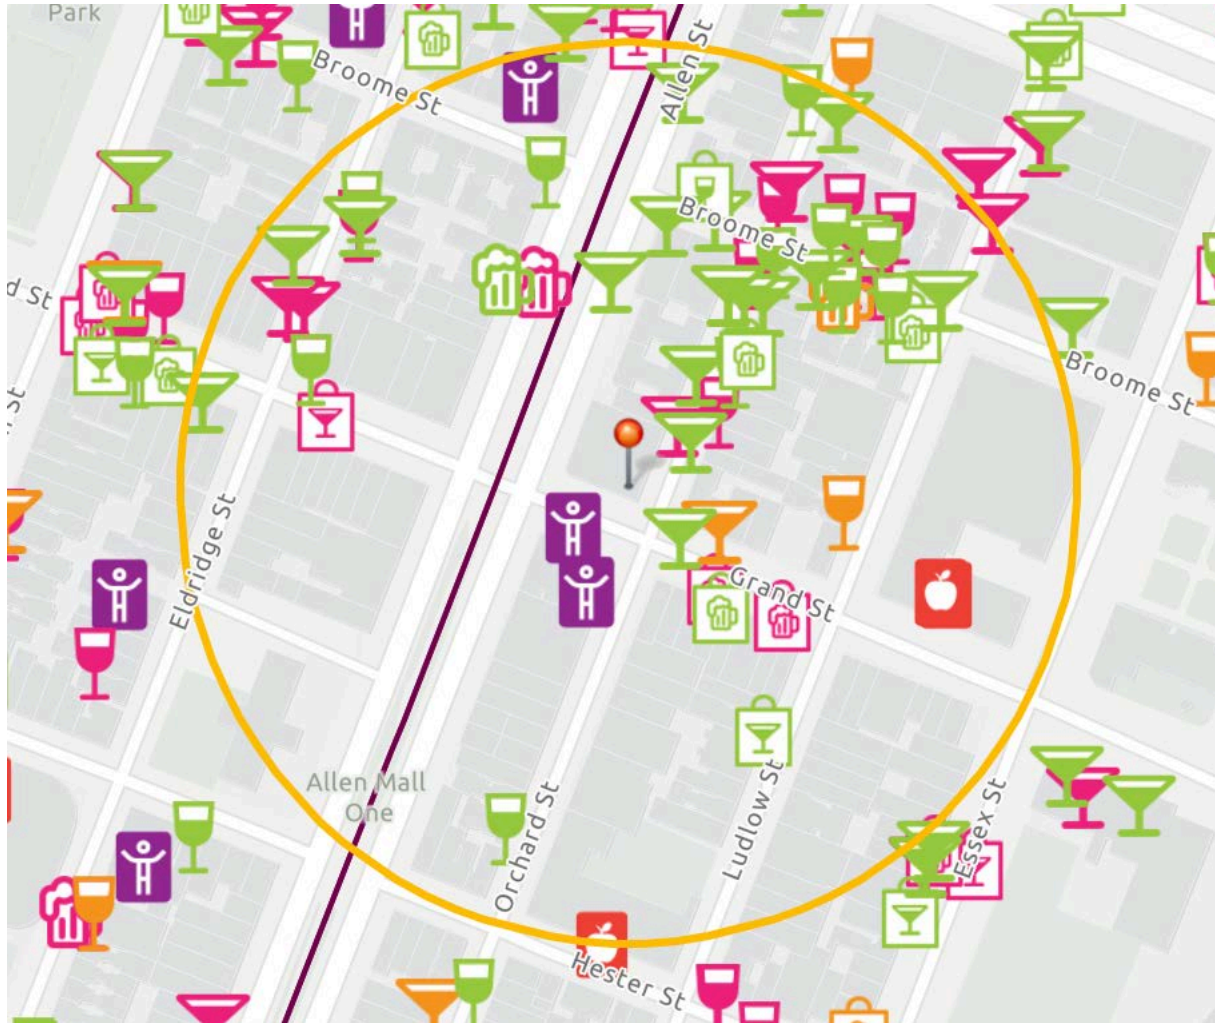 Park
Allen St
Broome St
Broome St
d St
Broome St
St
Eldridge St
Grand St
Allen Mall
One
Orchard St
Ludlow St
Essex St
Hester St